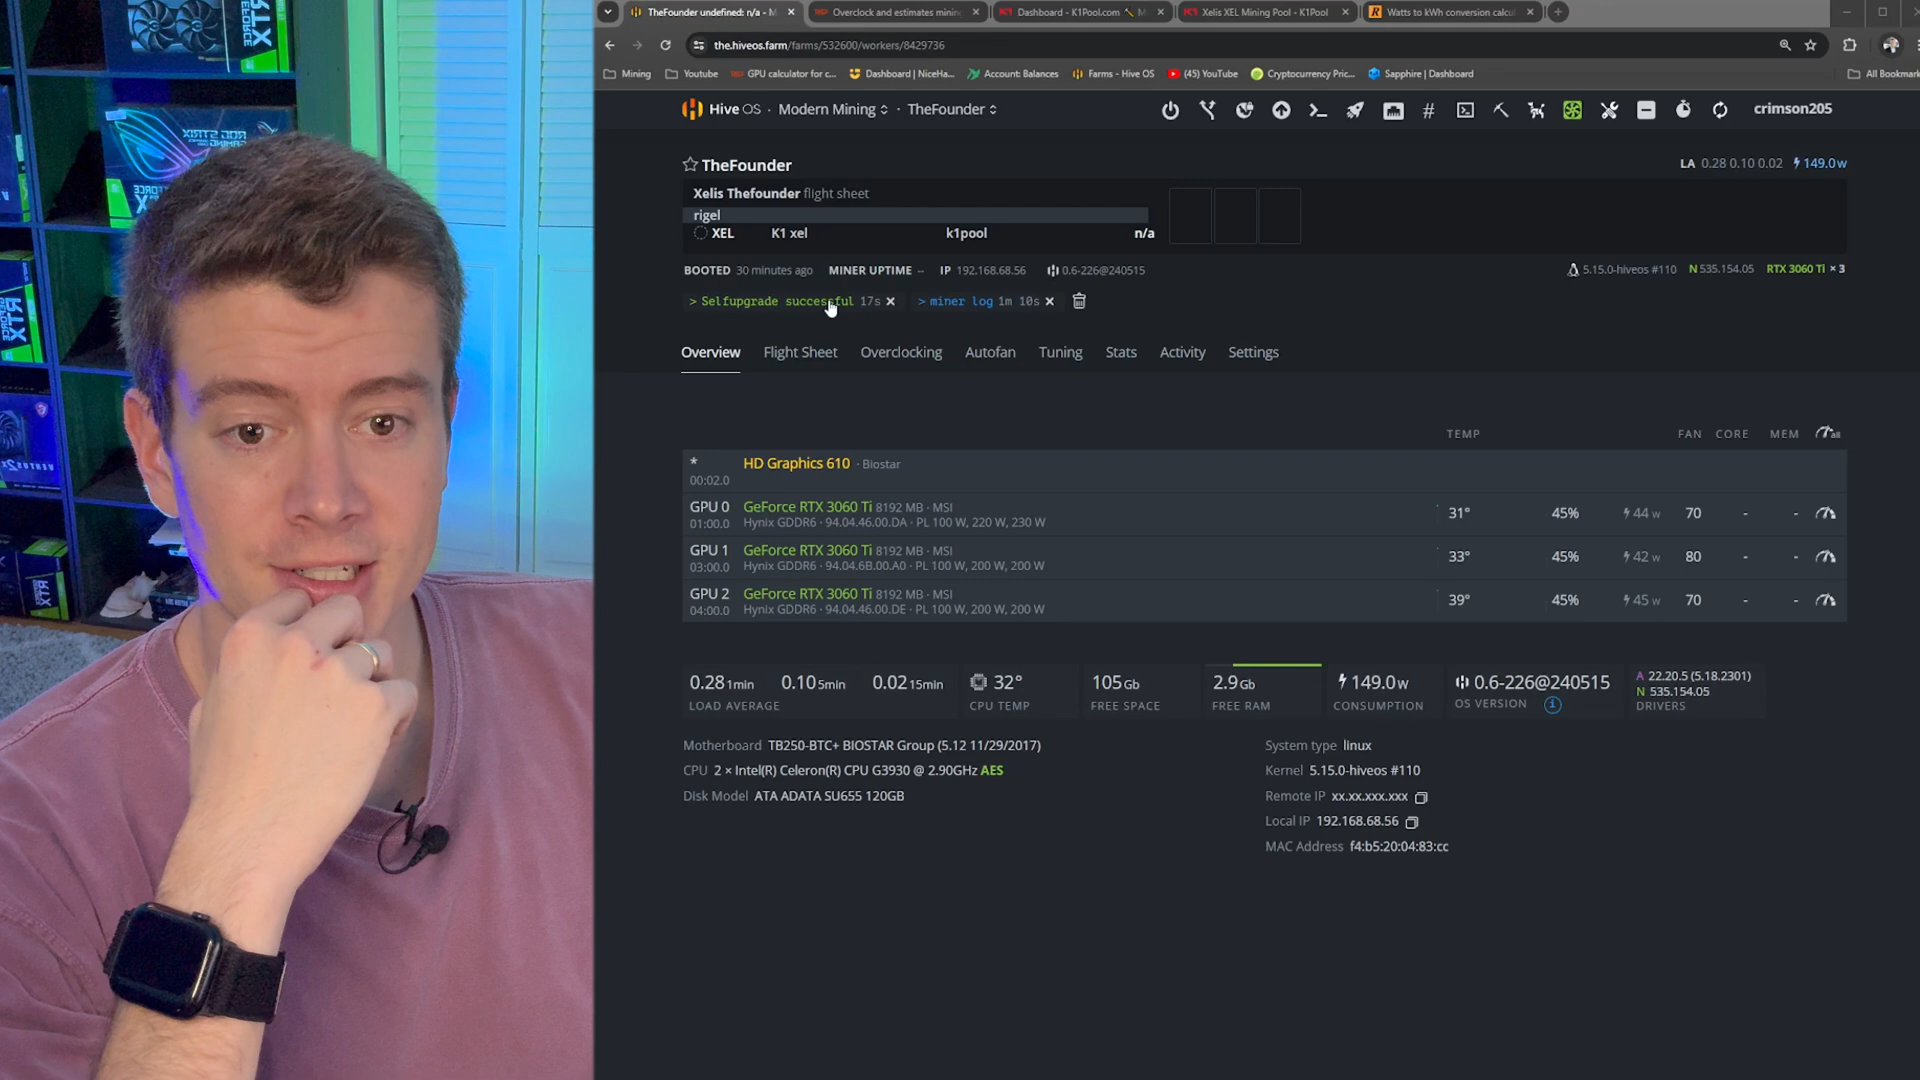 TheFounder undefined: n/a - M
Overclock and estimates minin
Dashboard - K1Pool.com
Xelis XEL Mining Pool - K1Pool
Watts to kWh conversion calcu
the.hiveos.farm/farms/532600/workers/8429736
Mining
Youtube
GPU calculator for c...
Dashboard | NiceHa...
Account: Balances
Farms - Hive OS
(45) YouTube
Cryptocurrency Pric...
Sapphire | Dashboard
All Bookmark
Hive OS · Modern Mining · TheFounder
crimson205
TheFounder
LA 0.28 0.10 0.02 149.0w
Xelis Thefounder flight sheet
rigel
XEL K1 xel k1pool n/a
BOOTED 30 minutes ago MINER UPTIME -- IP 192.168.68.56 0.6-226@240515
5.15.0-hiveos #110 N 535.154.05 RTX 3060 Ti × 3
> Selfupgrade successful 17s > miner log 1m 10s
Overview Flight Sheet Overclocking Autofan Tuning Stats Activity Settings
TEMP FAN CORE MEM all
* HD Graphics 610 · Biostar
00:02.0
GPU 0 GeForce RTX 3060 Ti 8192 MB · MSI 31° 45% 44 w 70 - -
01:00.0 Hynix GDDR6 · 94.04.46.00.DA · PL 100 W, 220 W, 230 W
GPU 1 GeForce RTX 3060 Ti 8192 MB · MSI 33° 45% 42 w 80 - -
03:00.0 Hynix GDDR6 · 94.04.6B.00.A0 · PL 100 W, 200 W, 200 W
GPU 2 GeForce RTX 3060 Ti 8192 MB · MSI 39° 45% 45 w 70 - -
04:00.0 Hynix GDDR6 · 94.04.46.00.DE · PL 100 W, 200 W, 200 W
0.28 1min 0.10 5min 0.02 15min
LOAD AVERAGE
32°
CPU TEMP
105 Gb
FREE SPACE
2.9 Gb
FREE RAM
149.0 w
CONSUMPTION
0.6-226@240515
OS VERSION
A 22.20.5 (5.18.2301)
N 535.154.05
DRIVERS
Motherboard TB250-BTC+ BIOSTAR Group (5.12 11/29/2017)
CPU 2 × Intel(R) Celeron(R) CPU G3930 @ 2.90GHz AES
Disk Model ATA ADATA SU655 120GB
System type linux
Kernel 5.15.0-hiveos #110
Remote IP xx.xx.xxx.xxx
Local IP 192.168.68.56
MAC Address f4:b5:20:04:83:cc
GEFORCE RTX
ROG STRIX
GEFORCE
RTX
VENTUS 2X
RTX